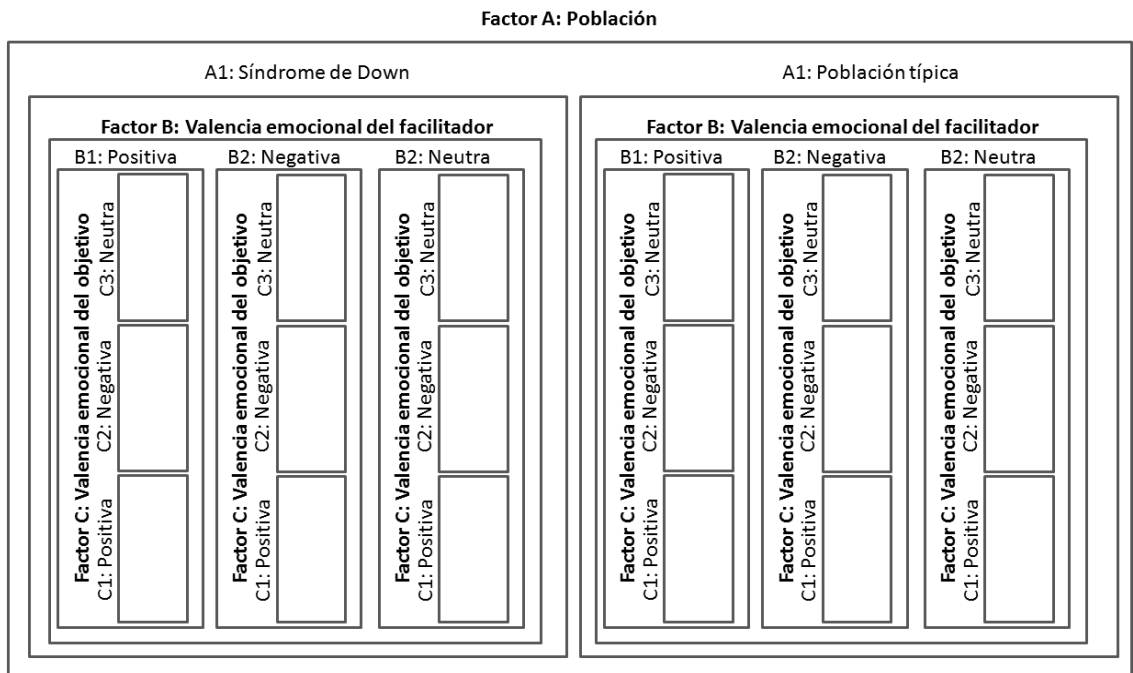 Factor A: Población
A1: Síndrome de Down
Factor B: Valencia emocional del facilitador
B1: Positiva
Factor C: Valencia emocional del objetivo
C1: Positiva
C2: Negativa
C3: Neutra
B2: Negativa
Factor C: Valencia emocional del objetivo
C1: Positiva
C2: Negativa
C3: Neutra
B2: Neutra
Factor C: Valencia emocional del objetivo
C1: Positiva
C2: Negativa
C3: Neutra
A1: Población típica
Factor B: Valencia emocional del facilitador
B1: Positiva
Factor C: Valencia emocional del objetivo
C1: Positiva
C2: Negativa
C3: Neutra
B2: Negativa
Factor C: Valencia emocional del objetivo
C1: Positiva
C2: Negativa
C3: Neutra
B2: Neutra
Factor C: Valencia emocional del objetivo
C1: Positiva
C2: Negativa
C3: Neutra